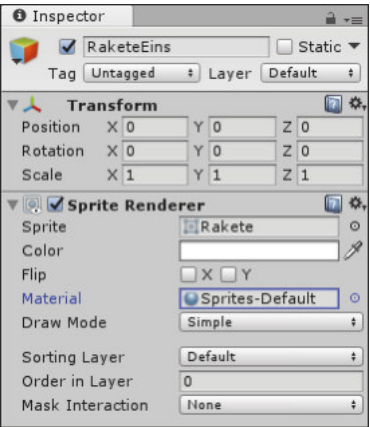 Inspector
RaketeEins Static
Tag Untagged Layer Default
Transform
Position X 0 Y 0 Z 0
Rotation X 0 Y 0 Z 0
Scale X 1 Y 1 Z 1
Sprite Renderer
Sprite Rakete
Color
Flip X Y
Material Sprites-Default
Draw Mode Simple
Sorting Layer Default
Order in Layer 0
Mask Interaction None